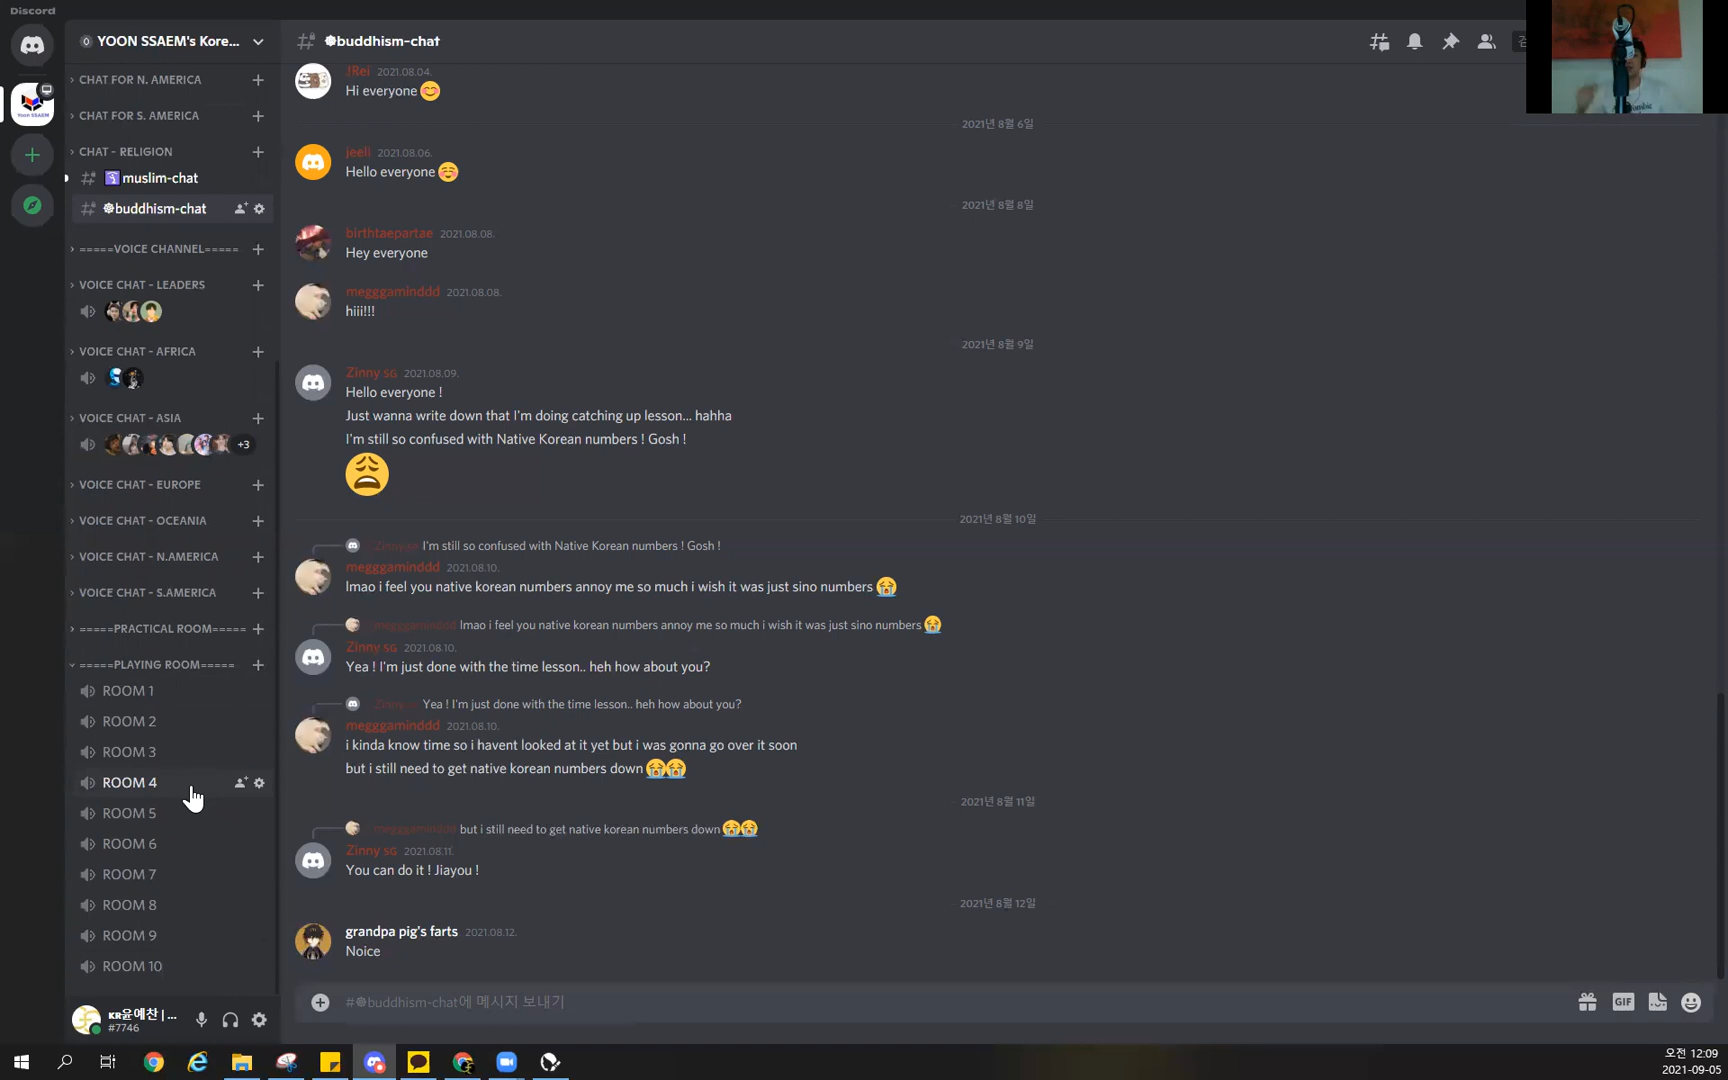 Discord
YOON SSAEM's Kore...
CHAT FOR N. AMERICA
CHAT FOR S. AMERICA
CHAT - RELIGION
muslim-chat
buddhism-chat
=====VOICE CHANNEL=====
VOICE CHAT - LEADERS
VOICE CHAT - AFRICA
VOICE CHAT - ASIA
+3
VOICE CHAT - EUROPE
VOICE CHAT - OCEANIA
VOICE CHAT - N.AMERICA
VOICE CHAT - S.AMERICA
=====PRACTICAL ROOM=====
=====PLAYING ROOM=====
ROOM 1
ROOM 2
ROOM 3
ROOM 4
ROOM 5
ROOM 6
ROOM 7
ROOM 8
ROOM 9
ROOM 10
KR윤예찬 | ...
#7746
Yoon SSAEM
buddhism-chat
JRei 2021.08.04.
Hi everyone
2021년 8월 6일
jeeli 2021.08.06.
Hello everyone
2021년 8월 8일
birthtaepartae 2021.08.08.
Hey everyone
megggaminddd 2021.08.08.
hiii!!!
2021년 8월 9일
Zinny sg 2021.08.09.
Hello everyone !
Just wanna write down that I'm doing catching up lesson... hahha
I'm still so confused with Native Korean numbers ! Gosh !
2021년 8월 10일
I'm still so confused with Native Korean numbers ! Gosh !
megggaminddd 2021.08.10.
lmao i feel you native korean numbers annoy me so much i wish it was just sino numbers
megggaminddd lmao i feel you native korean numbers annoy me so much i wish it was just sino numbers
Zinny sg 2021.08.10.
Yea ! I'm just done with the time lesson.. heh how about you?
Yea ! I'm just done with the time lesson.. heh how about you?
megggaminddd 2021.08.10.
i kinda know time so i havent looked at it yet but i was gonna go over it soon
but i still need to get native korean numbers down
2021년 8월 11일
megggaminddd but i still need to get native korean numbers down
Zinny sg 2021.08.11.
You can do it ! Jiayou !
2021년 8월 12일
grandpa pig's farts 2021.08.12.
Noice
#buddhism-chat에 메시지 보내기
GIF
오전 12:09
2021-09-05